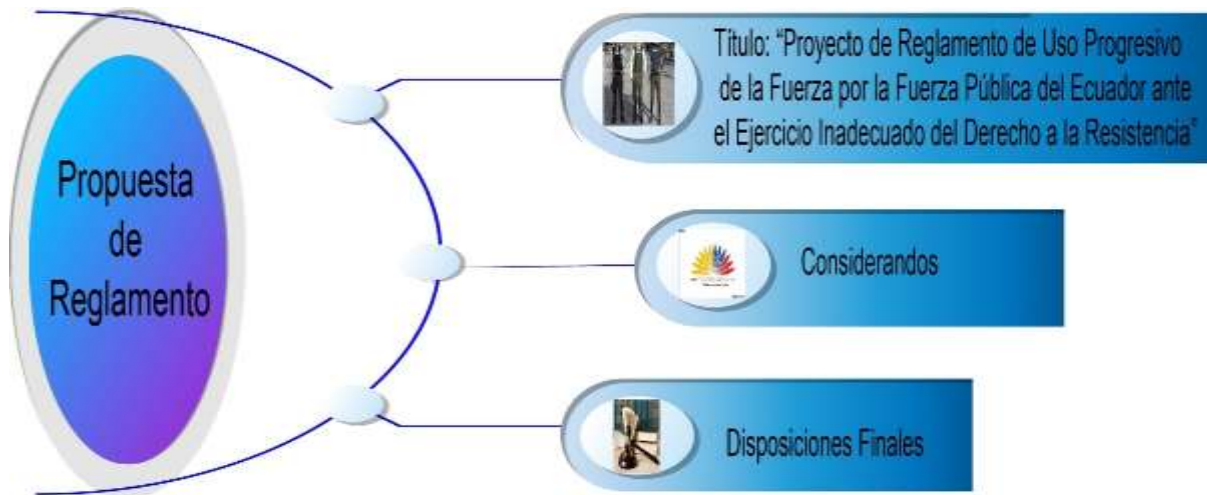 Propuesta
de
Reglamento
Titulo: “Proyecto de Reglamento de Uso Progresivo
de la Fuerza por la Fuerza Pública del Ecuador ante
el Ejercicio Inadecuado del Derecho a la Resistencia”
Considerandos
Disposiciones Finales